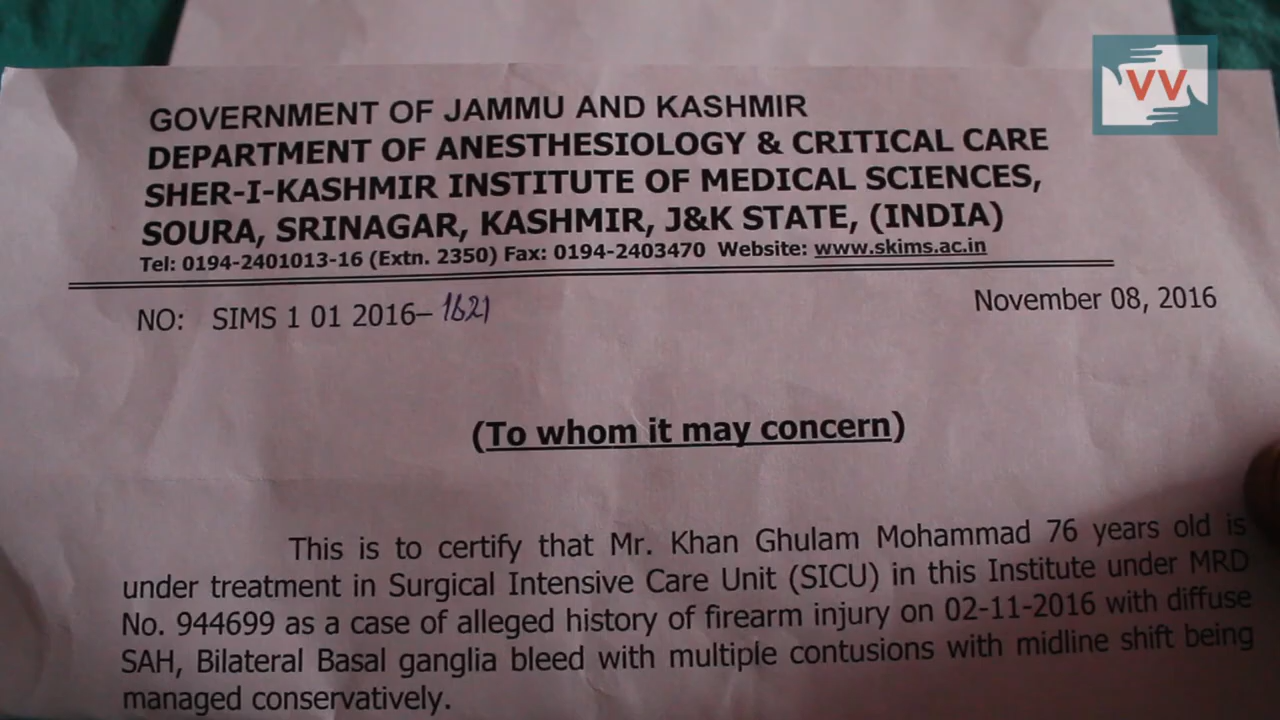 VV
GOVERNMENT OF JAMMU AND KASHMIR
DEPARTMENT OF ANESTHESIOLOGY & CRITICAL CARE
SHER-I-KASHMIR INSTITUTE OF MEDICAL SCIENCES,
SOURA, SRINAGAR, KASHMIR, J&K STATE, (INDIA)
Tel: 0194-2401013-16 (Extn. 2350) Fax: 0194-2403470 Website: www.skims.ac.in
NO: SIMS 1 01 2016– 1621 November 08, 2016
(To whom it may concern)
This is to certify that Mr. Khan Ghulam Mohammad 76 years old is
under treatment in Surgical Intensive Care Unit (SICU) in this Institute under MRD
No. 944699 as a case of alleged history of firearm injury on 02-11-2016 with diffuse
SAH, Bilateral Basal ganglia bleed with multiple contusions with midline shift being
managed conservatively.